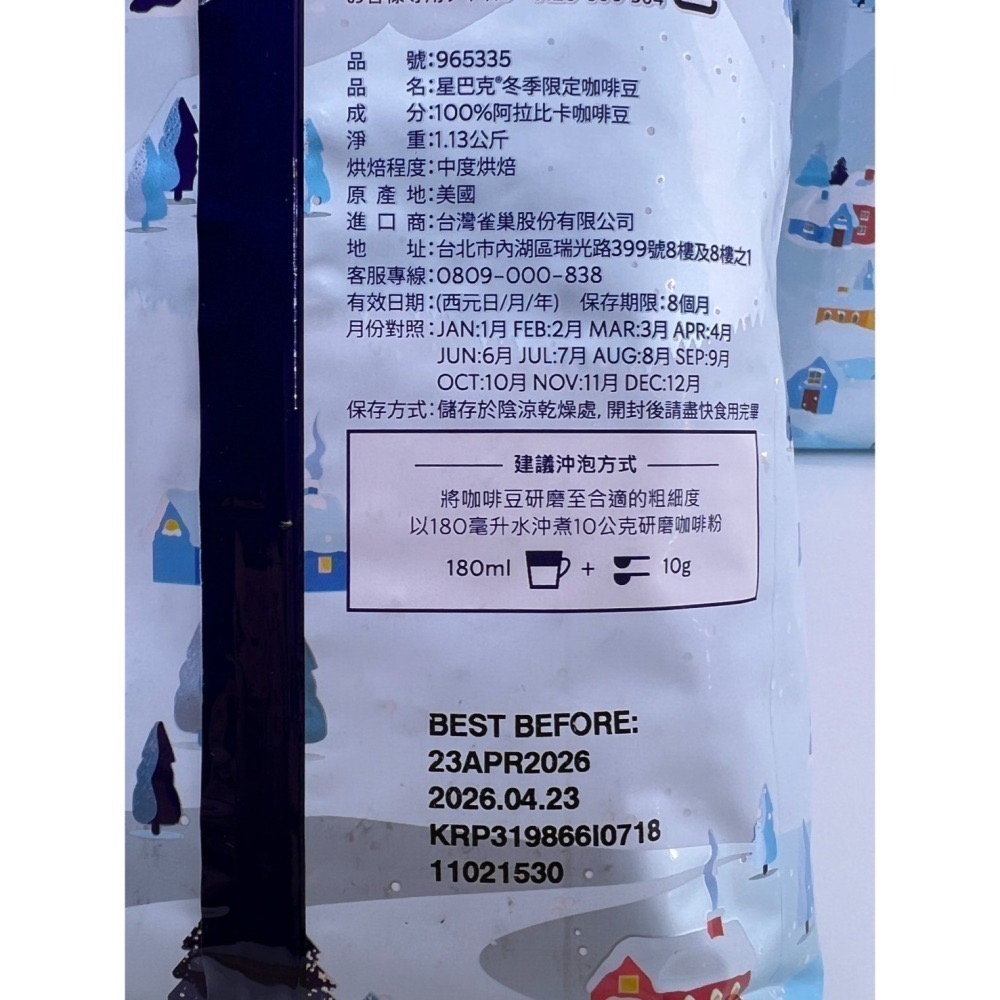 品 號:965335
品 名:星巴克®冬季限定咖啡豆
成 分:100%阿拉比卡咖啡豆
淨 重:1.13公斤
烘焙程度:中度烘焙
原 產 地:美國
進 口 商:台灣雀巢股份有限公司
地 址:台北市內湖區瑞光路399號8樓及8樓之1
客服專線:0809-000-838
有效日期:(西元日/月/年) 保存期限:8個月
月份對照:JAN:1月 FEB:2月 MAR:3月 APR:4月
JUN:6月 JUL:7月 AUG:8月 SEP:9月
OCT:10月 NOV:11月 DEC:12月
保存方式:儲存於陰涼乾燥處, 開封後請盡快食用完畢
建議沖泡方式
將咖啡豆研磨至合適的粗細度
以180毫升水沖煮10公克研磨咖啡粉
180ml + 10g
BEST BEFORE:
23APR2026
2026.04.23
KRP319866I0718
11021530